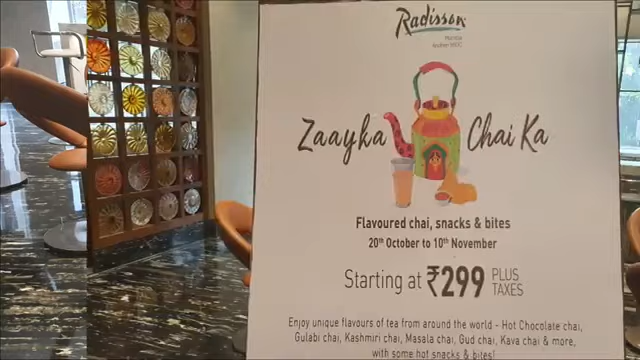 Radisson
Zaayka Chai Ka
Flavoured chai, snacks & bites
20th October to 10th November
Starting at ₹299 PLUS TAXES
Enjoy unique flavours of tea from around the world - Hot Chocolate chai,
Gulabi chai, Kashmiri chai, Masala chai, Gud chai, Kava chai & more,
with some hot snacks & bites!